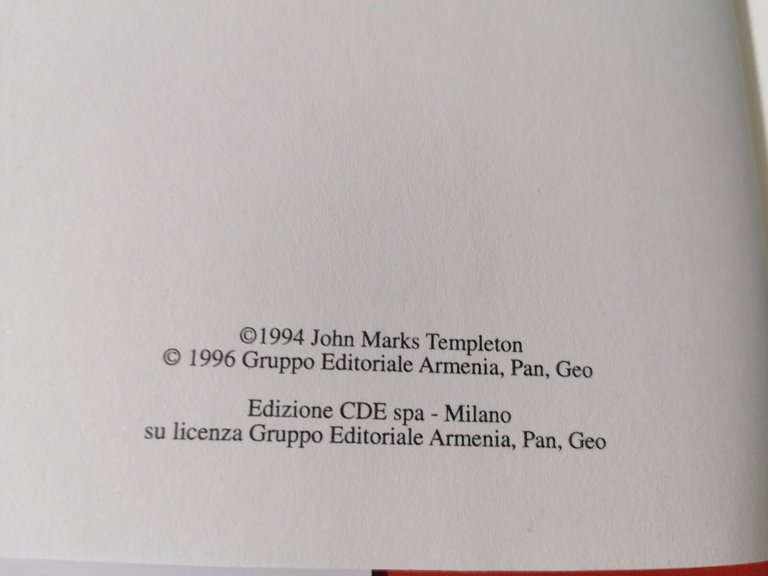 ©1994 John Marks Templeton
© 1996 Gruppo Editoriale Armenia, Pan, Geo
Edizione CDE spa - Milano
su licenza Gruppo Editoriale Armenia, Pan, Geo